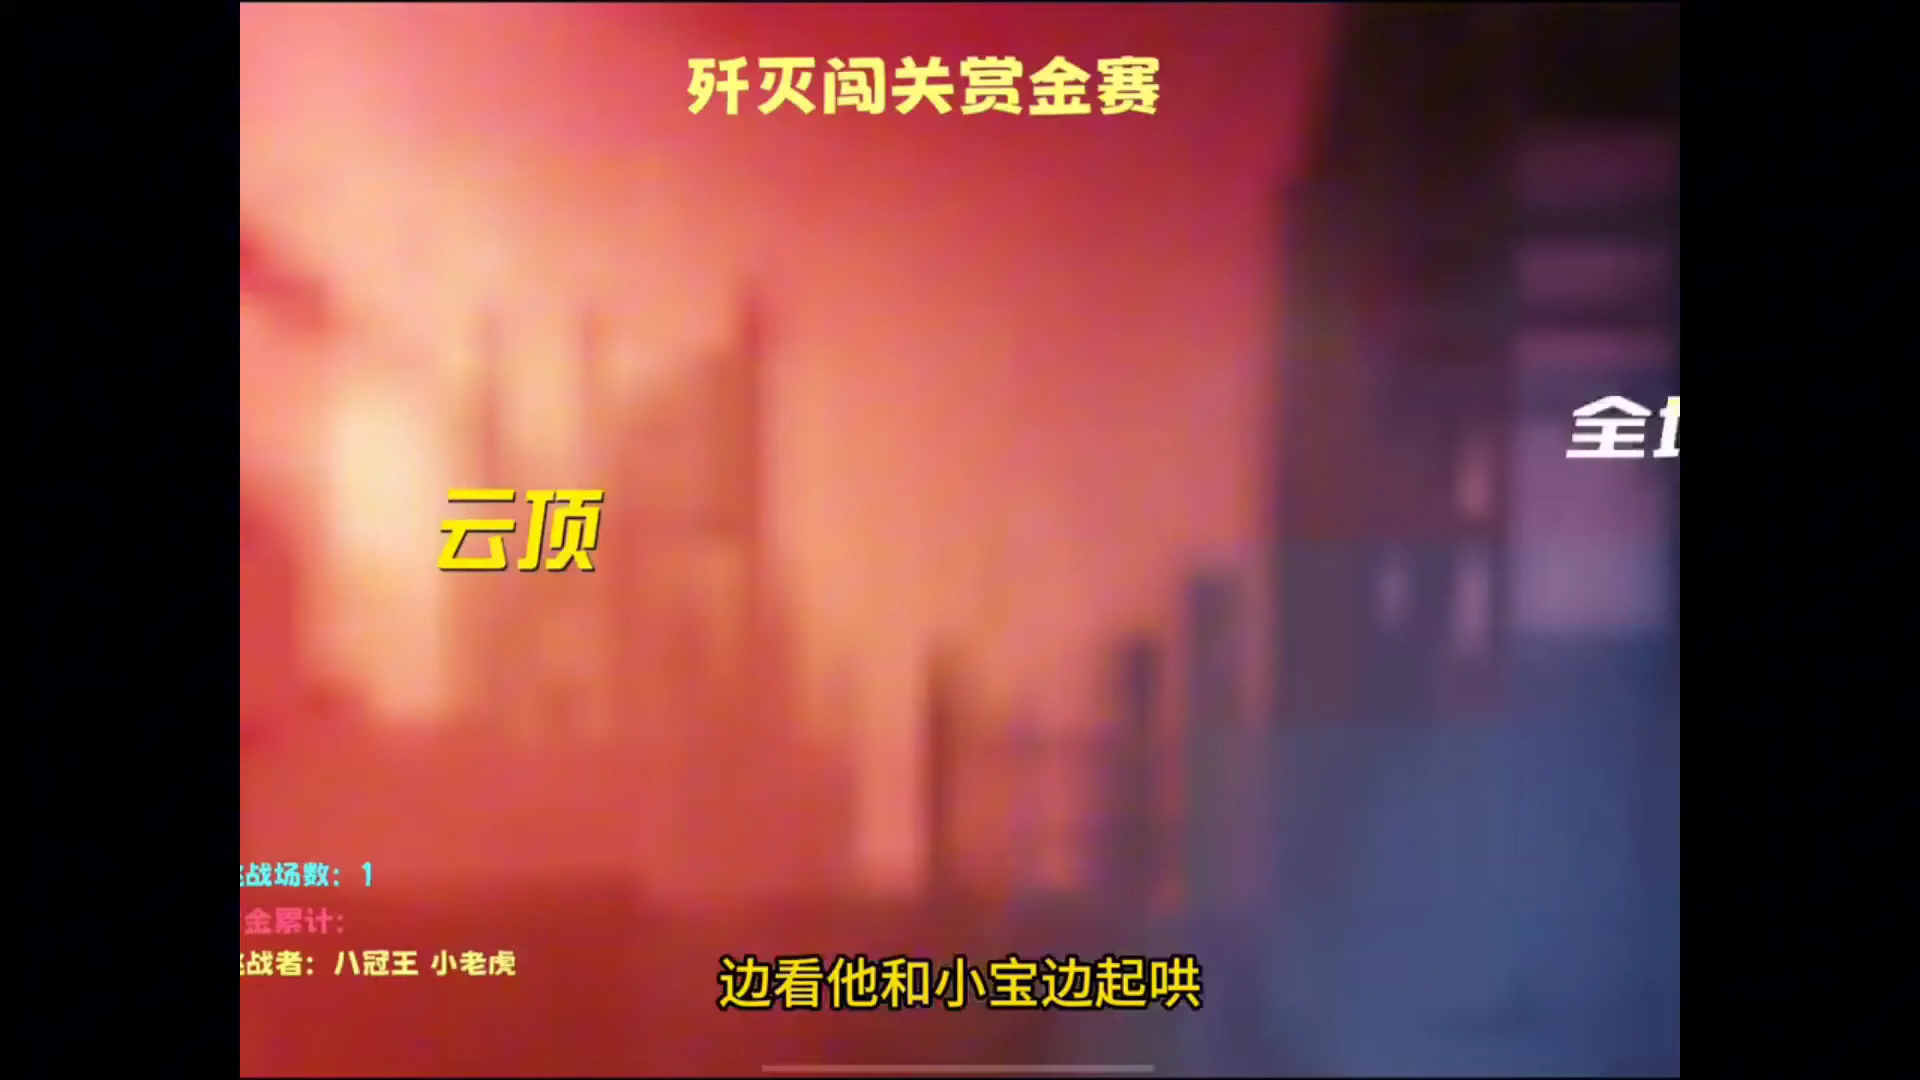 歼灭闯关赏金赛
全
云顶
战场数：1
金累计：
战者：八冠王 小老虎
边看他和小宝边起哄